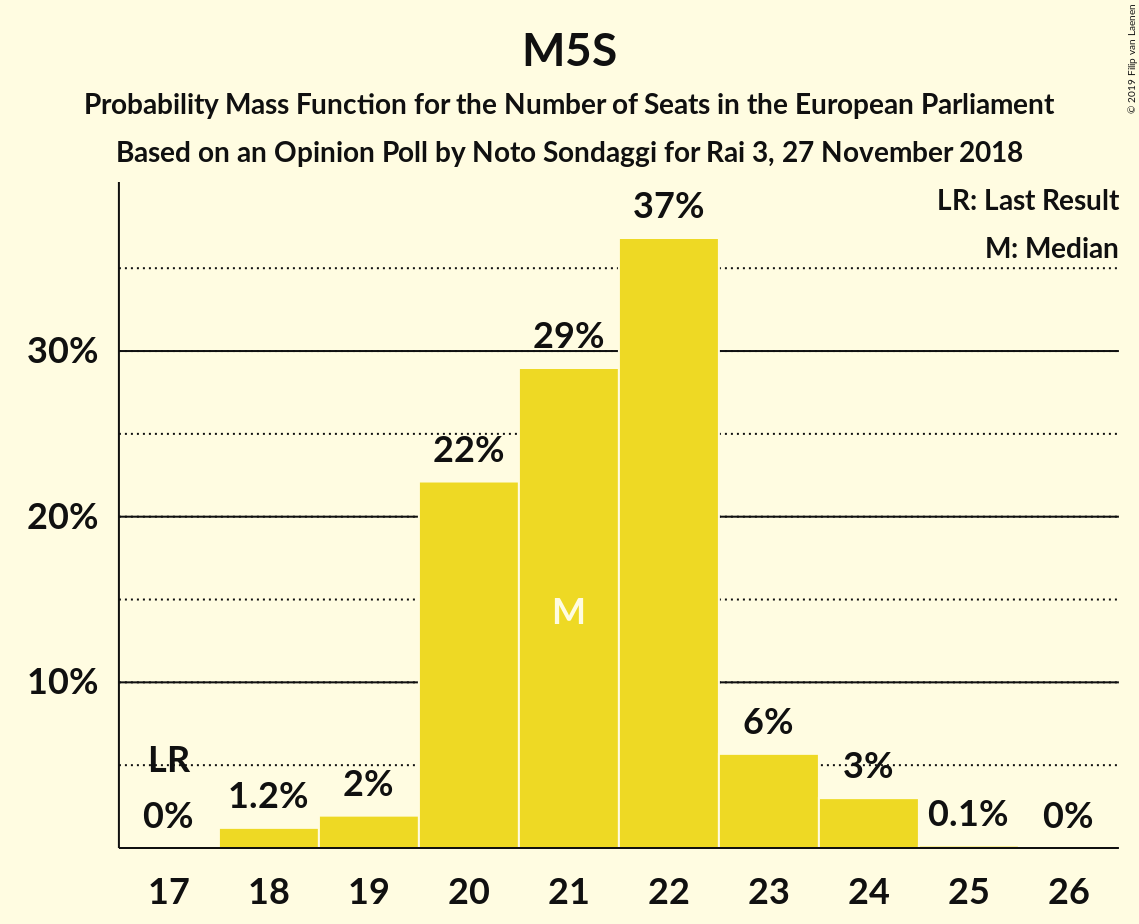 M5S
Probability Mass Function for the Number of Seats in the European Parliament
Based on an Opinion Poll by Noto Sondaggi for Rai 3, 27 November 2018
© 2019 Filip van Laenen
LR: Last Result
M: Median
37%
30%
29%
22%
20%
M
10%
6%
LR
3%
2%
1.2%
0%
0.1%
0%
17 18 19 20 21 22 23 24 25 26